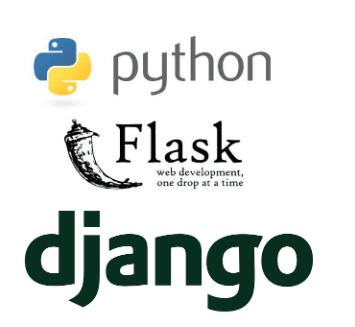 python
Flask
web development,
one drop at a time
django